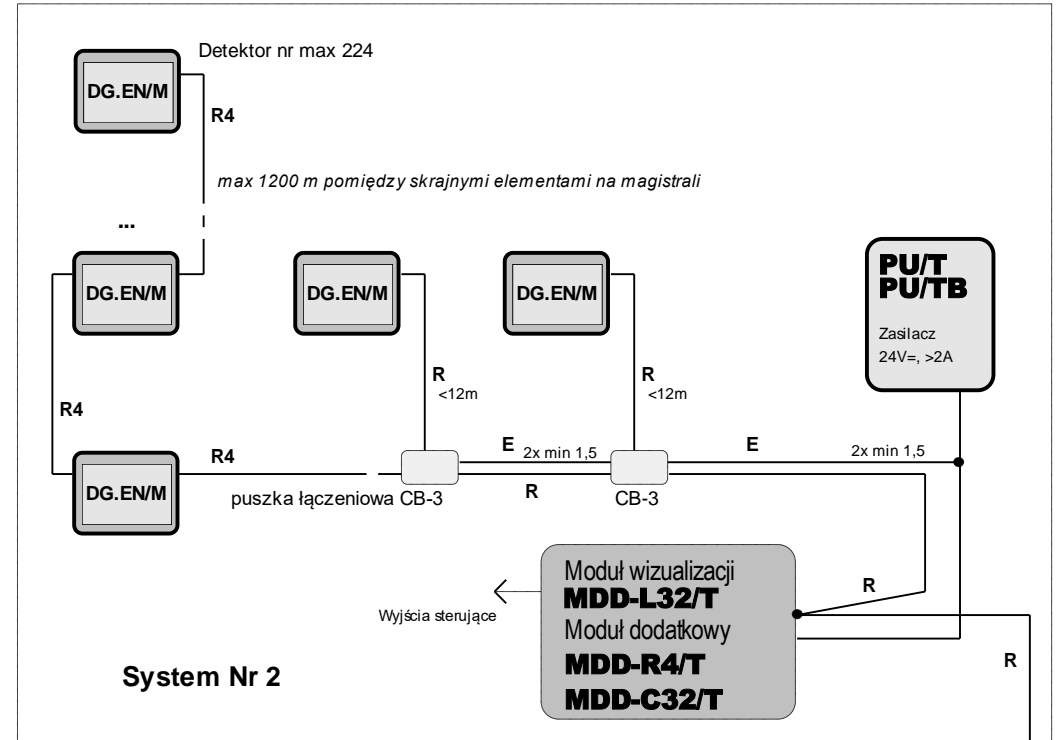 Detektor nr max 224
DG.EN/M
R4
max 1200 m pomiędzy skrajnymi elementami na magistrali
...
DG.EN/M
DG.EN/M
DG.EN/M
PU/T
PU/TB
Zasilacz
24V=, >2A
R
<12m
R
<12m
R4
R4
E
2x min 1,5
E
2x min 1,5
DG.EN/M
puszka łączeniowa CB-3
R
CB-3
Moduł wizualizacji
MDD-L32/T
Moduł dodatkowy
MDD-R4/T
MDD-C32/T
R
Wyjścia sterujące
R
System Nr 2